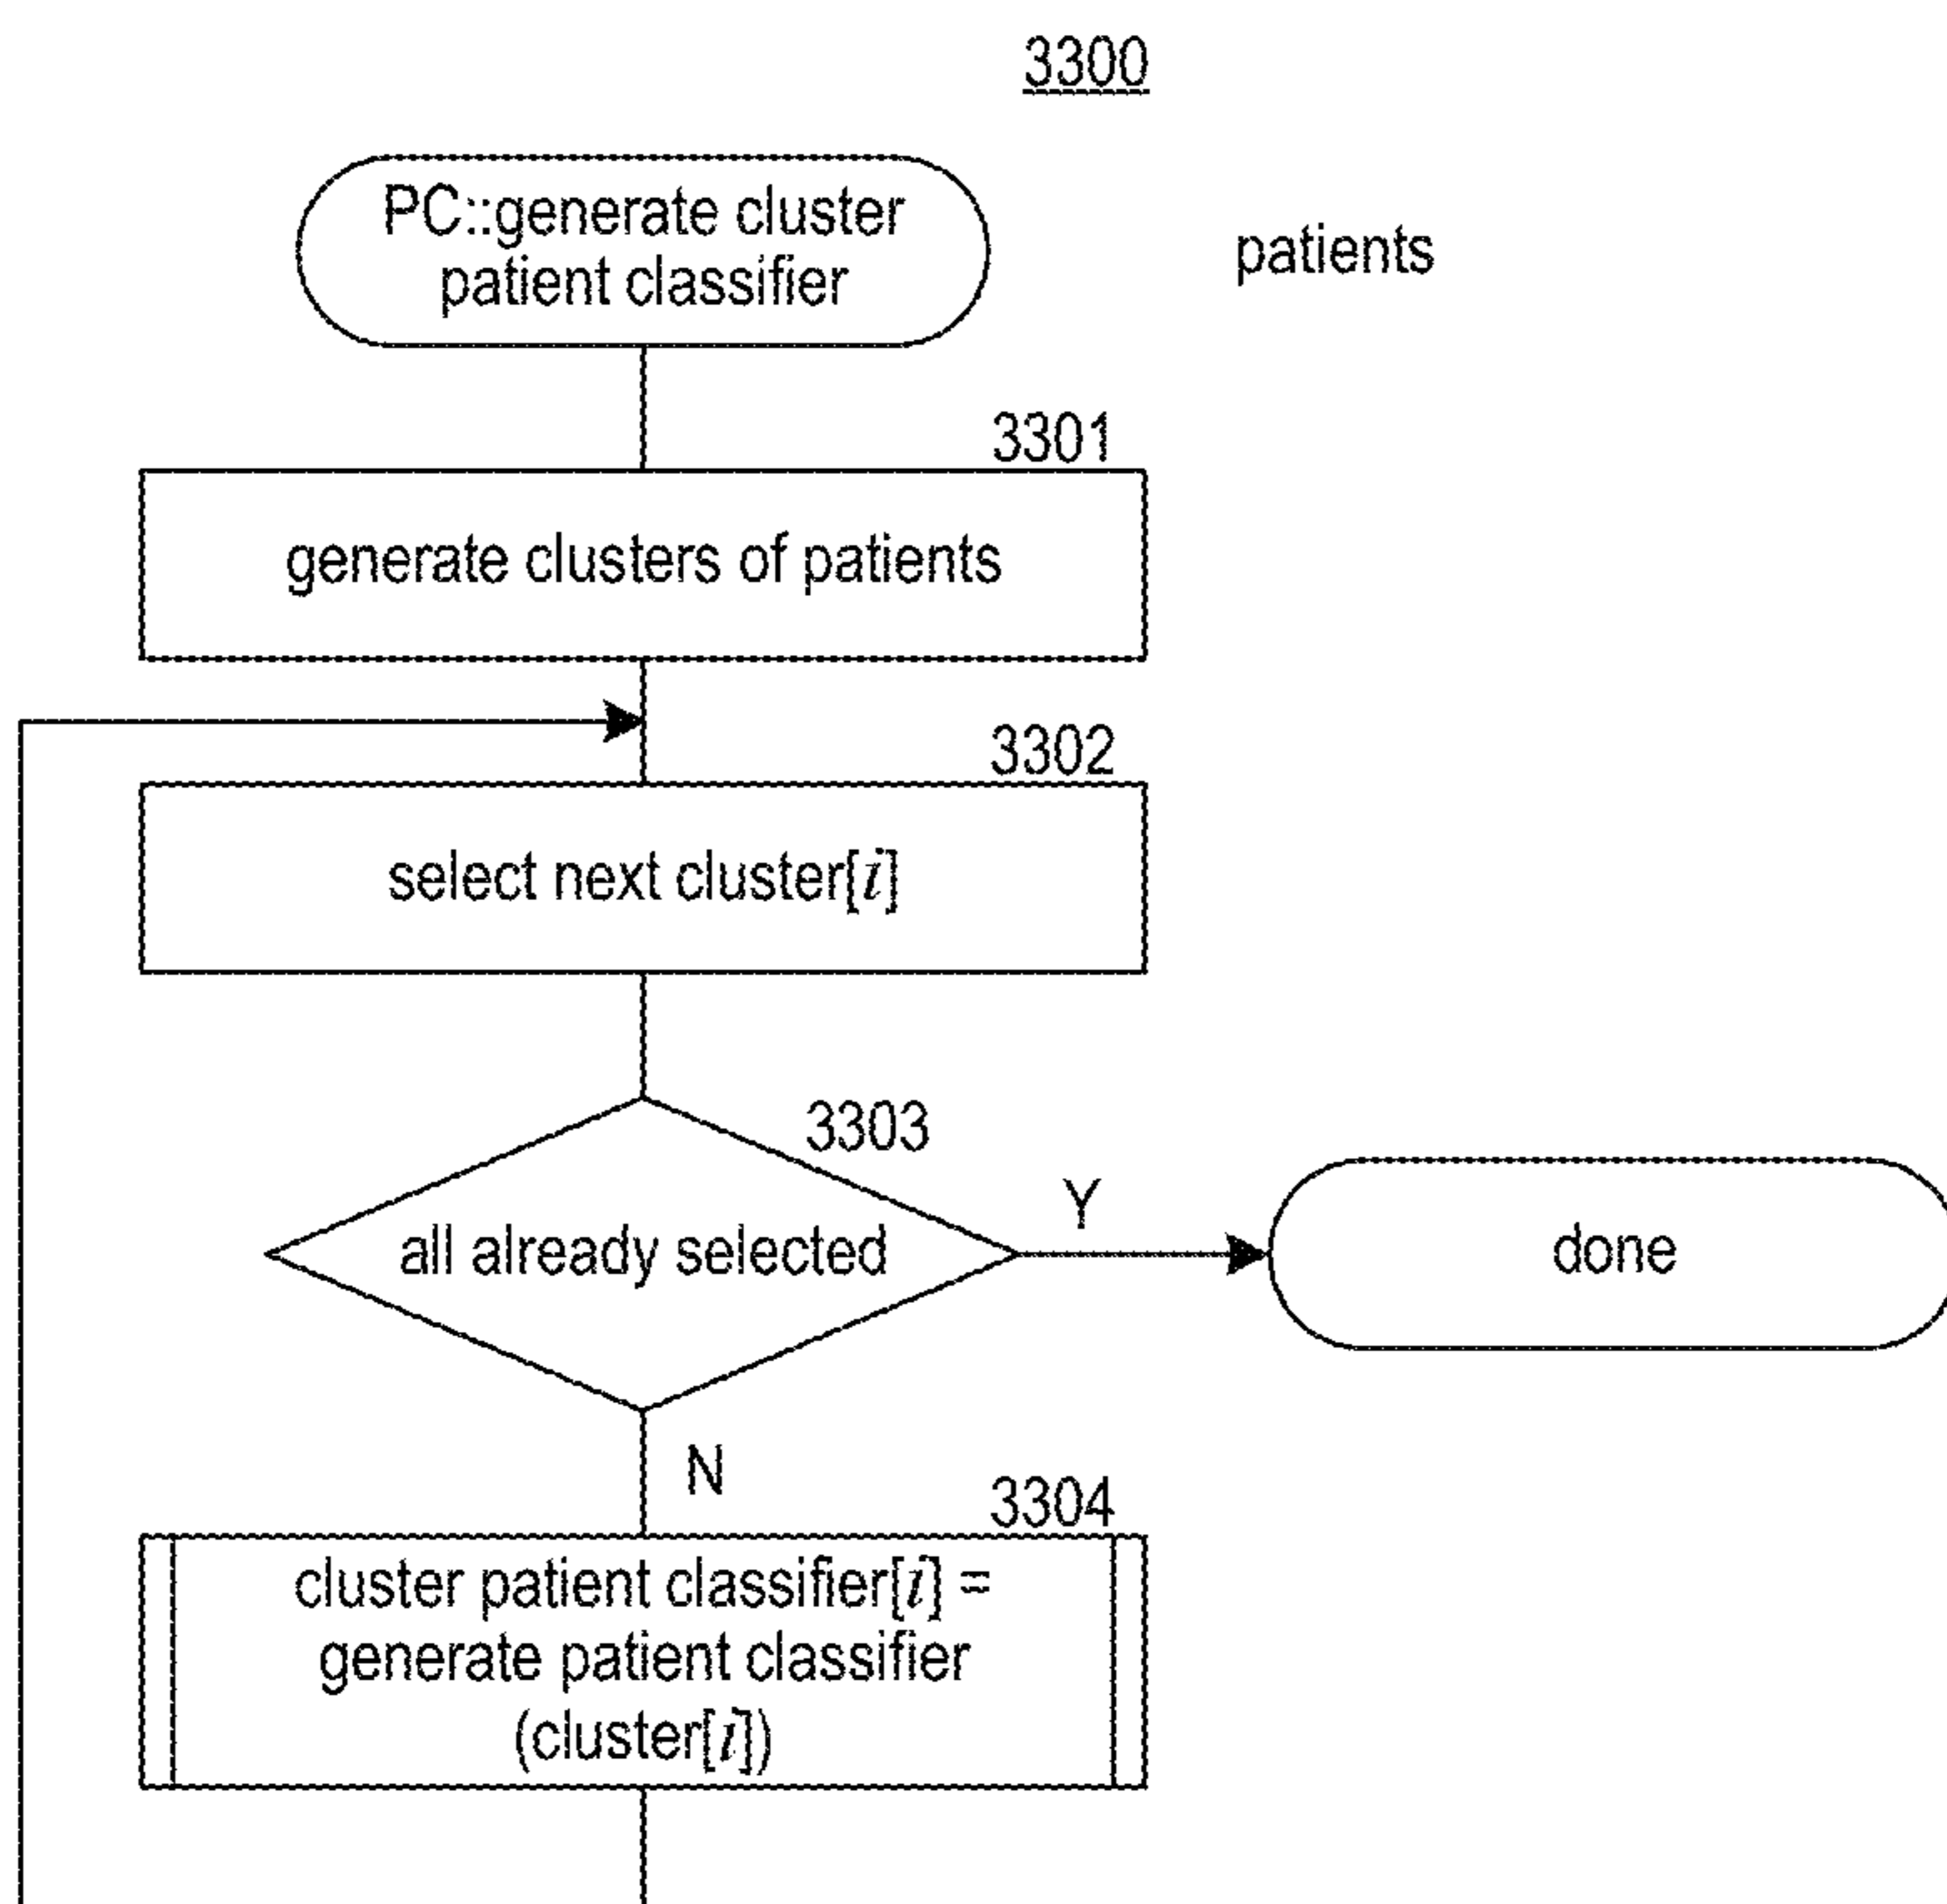 3300
PC::generate cluster
patient classifier
patients
3301
generate clusters of patients
3302
select next cluster[i]
3303
all already selected
Y
done
N
3304
cluster patient classifier[i] =
generate patient classifier
(cluster[i])